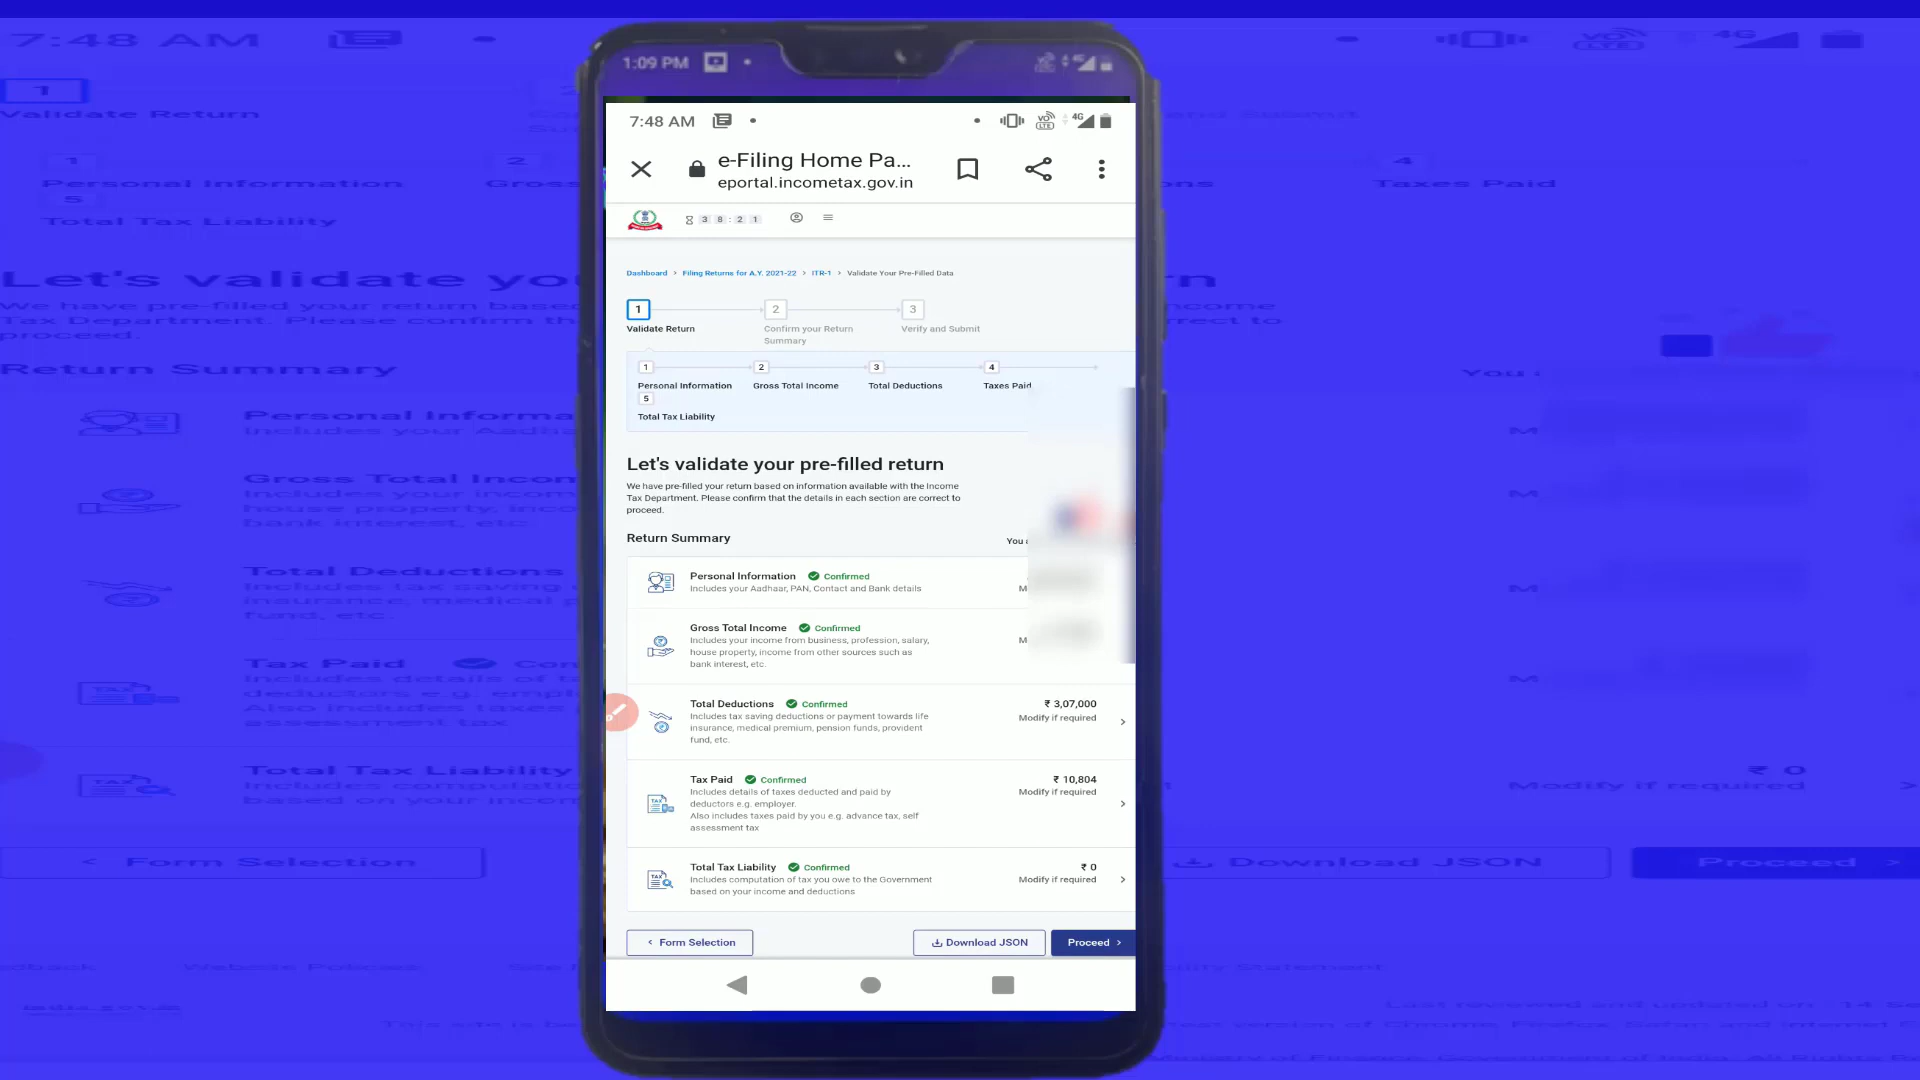 1:09 PM
7:48 AM
4G
e-Filing Home Pa...
eportal.incometax.gov.in
3 8 : 2 1
Dashboard > Filing Returns for A.Y. 2021-22 > ITR-1 > Validate Your Pre-Filled Data
1 2 3
Validate Return Confirm your Return Summary Verify and Submit
1 2 3 4
Personal Information Gross Total Income Total Deductions Taxes Paid
5
Total Tax Liability
Let's validate your pre-filled return
We have pre-filled your return based on information available with the Income
Tax Department. Please confirm that the details in each section are correct to
proceed.
Return Summary
You
Personal Information Confirmed
Includes your Aadhaar, PAN, Contact and Bank details
M
Gross Total Income Confirmed
Includes your income from business, profession, salary,
house property, income from other sources such as
bank interest, etc.
M
Total Deductions Confirmed ₹ 3,07,000
Includes tax saving deductions or payment towards life
insurance, medical premium, pension funds, provident
fund, etc.
Modify if required >
Tax Paid Confirmed ₹ 10,804
Includes details of taxes deducted and paid by
deductors e.g. employer.
Also includes taxes paid by you e.g. advance tax, self
assessment tax
Modify if required >
Total Tax Liability Confirmed ₹ 0
Includes computation of tax you owe to the Government
based on your income and deductions
Modify if required >
< Form Selection Download JSON Proceed >